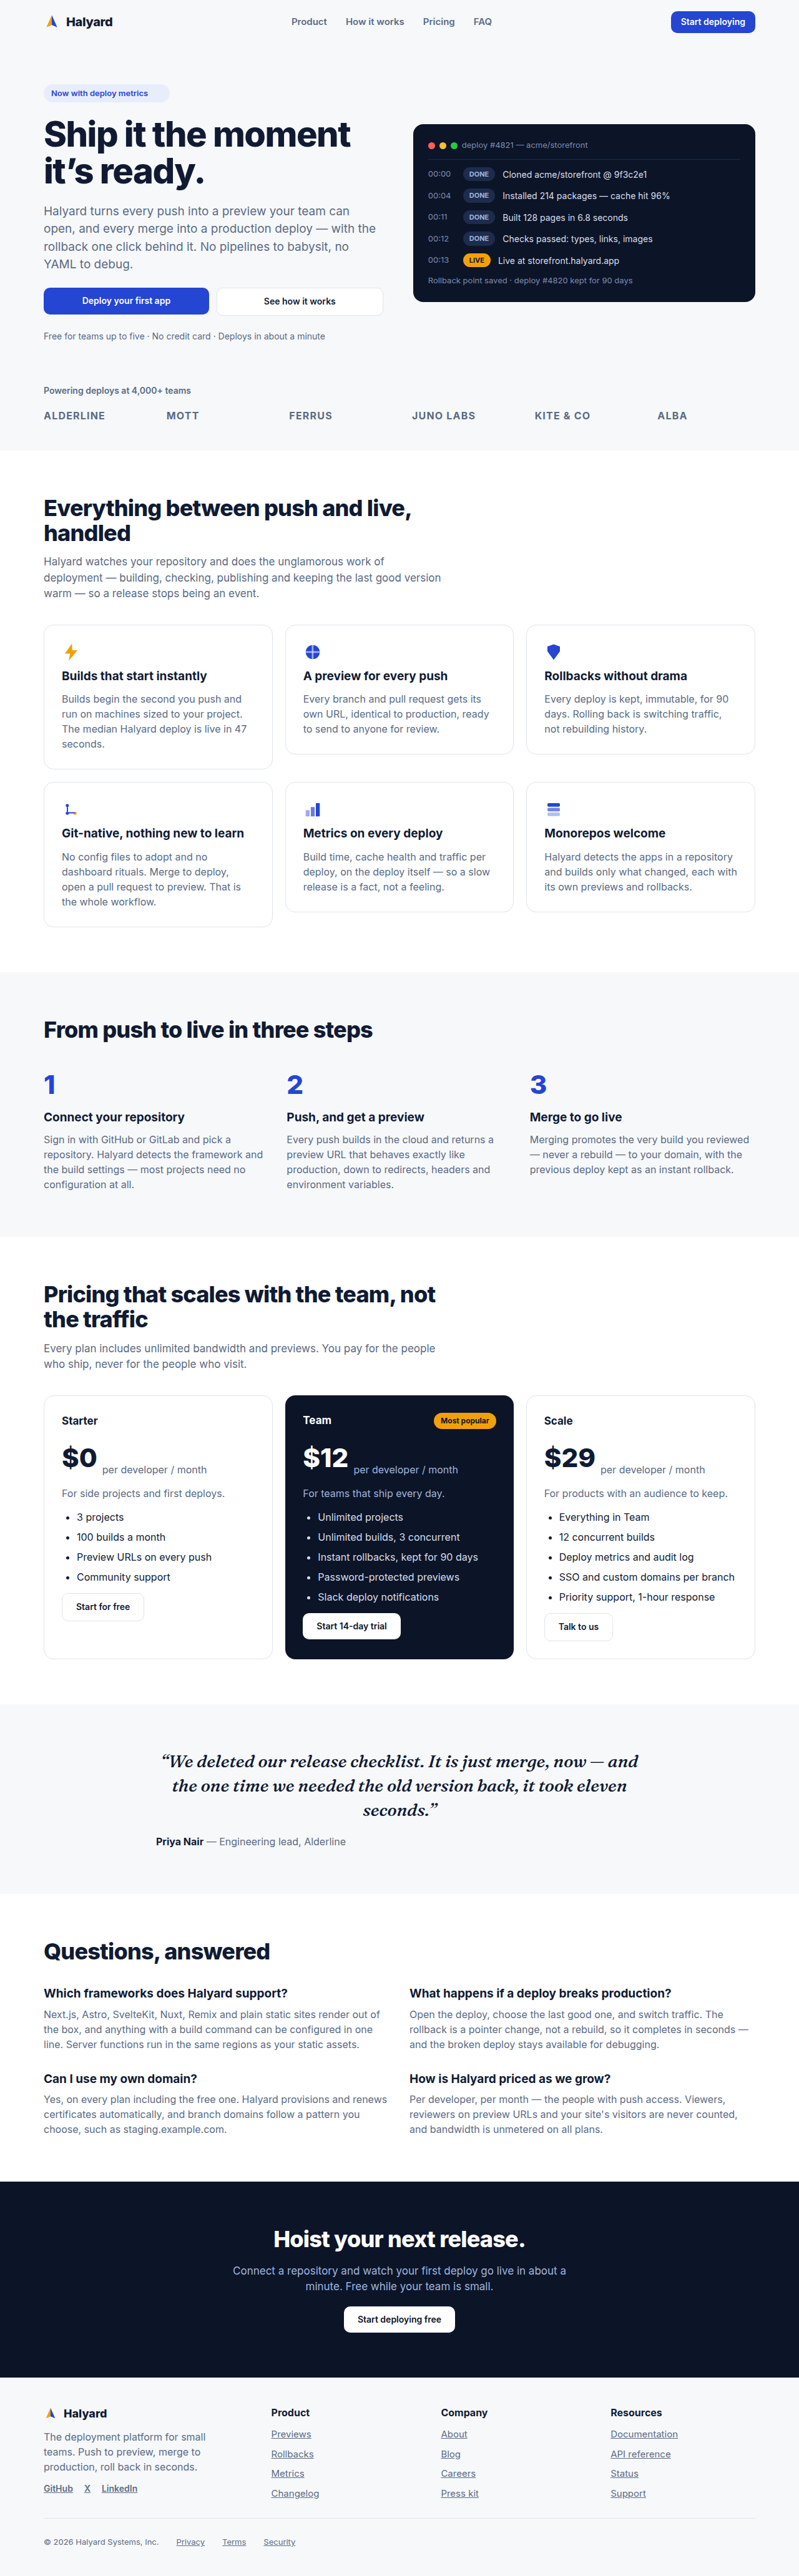 Halyard
Product
How it works
Pricing
FAQ
Start deploying
Now with deploy metrics
Ship it the moment
it’s ready.
Halyard turns every push into a preview your team can
open, and every merge into a production deploy — with the
rollback one click behind it. No pipelines to babysit, no
YAML to debug.
Deploy your first app
See how it works
Free for teams up to five · No credit card · Deploys in about a minute
deploy #4821 — acme/storefront
00:00 DONE Cloned acme/storefront @ 9f3c2e1
00:04 DONE Installed 214 packages — cache hit 96%
00:11 DONE Built 128 pages in 6.8 seconds
00:12 DONE Checks passed: types, links, images
00:13 LIVE Live at storefront.halyard.app
Rollback point saved · deploy #4820 kept for 90 days
Powering deploys at 4,000+ teams
ALDERLINE
MOTT
FERRUS
JUNO LABS
KITE & CO
ALBA
Everything between push and live,
handled
Halyard watches your repository and does the unglamorous work of
deployment — building, checking, publishing and keeping the last good version
warm — so a release stops being an event.
Builds that start instantly
Builds begin the second you push and
run on machines sized to your project.
The median Halyard deploy is live in 47
seconds.
A preview for every push
Every branch and pull request gets its
own URL, identical to production, ready
to send to anyone for review.
Rollbacks without drama
Every deploy is kept, immutable, for 90
days. Rolling back is switching traffic,
not rebuilding history.
Git-native, nothing new to learn
No config files to adopt and no
dashboard rituals. Merge to deploy,
open a pull request to preview. That is
the whole workflow.
Metrics on every deploy
Build time, cache health and traffic per
deploy, on the deploy itself — so a slow
release is a fact, not a feeling.
Monorepos welcome
Halyard detects the apps in a repository
and builds only what changed, each with
its own previews and rollbacks.
From push to live in three steps
1
Connect your repository
Sign in with GitHub or GitLab and pick a
repository. Halyard detects the framework and
the build settings — most projects need no
configuration at all.
2
Push, and get a preview
Every push builds in the cloud and returns a
preview URL that behaves exactly like
production, down to redirects, headers and
environment variables.
3
Merge to go live
Merging promotes the very build you reviewed
— never a rebuild — to your domain, with the
previous deploy kept as an instant rollback.
Pricing that scales with the team, not
the traffic
Every plan includes unlimited bandwidth and previews. You pay for the people
who ship, never for the people who visit.
Starter
$0 per developer / month
For side projects and first deploys.
• 3 projects
• 100 builds a month
• Preview URLs on every push
• Community support
Start for free
Team
Most popular
$12 per developer / month
For teams that ship every day.
• Unlimited projects
• Unlimited builds, 3 concurrent
• Instant rollbacks, kept for 90 days
• Password-protected previews
• Slack deploy notifications
Start 14-day trial
Scale
$29 per developer / month
For products with an audience to keep.
• Everything in Team
• 12 concurrent builds
• Deploy metrics and audit log
• SSO and custom domains per branch
• Priority support, 1-hour response
Talk to us
“We deleted our release checklist. It is just merge, now — and
the one time we needed the old version back, it took eleven
seconds.”
Priya Nair — Engineering lead, Alderline
Questions, answered
Which frameworks does Halyard support?
Next.js, Astro, SvelteKit, Nuxt, Remix and plain static sites render out of
the box, and anything with a build command can be configured in one
line. Server functions run in the same regions as your static assets.
What happens if a deploy breaks production?
Open the deploy, choose the last good one, and switch traffic. The
rollback is a pointer change, not a rebuild, so it completes in seconds —
and the broken deploy stays available for debugging.
Can I use my own domain?
Yes, on every plan including the free one. Halyard provisions and renews
certificates automatically, and branch domains follow a pattern you
choose, such as staging.example.com.
How is Halyard priced as we grow?
Per developer, per month — the people with push access. Viewers,
reviewers on preview URLs and your site's visitors are never counted,
and bandwidth is unmetered on all plans.
Hoist your next release.
Connect a repository and watch your first deploy go live in about a
minute. Free while your team is small.
Start deploying free
Halyard
The deployment platform for small
teams. Push to preview, merge to
production, roll back in seconds.
GitHub
X
LinkedIn
Product
Previews
Rollbacks
Metrics
Changelog
Company
About
Blog
Careers
Press kit
Resources
Documentation
API reference
Status
Support
© 2026 Halyard Systems, Inc.
Privacy
Terms
Security